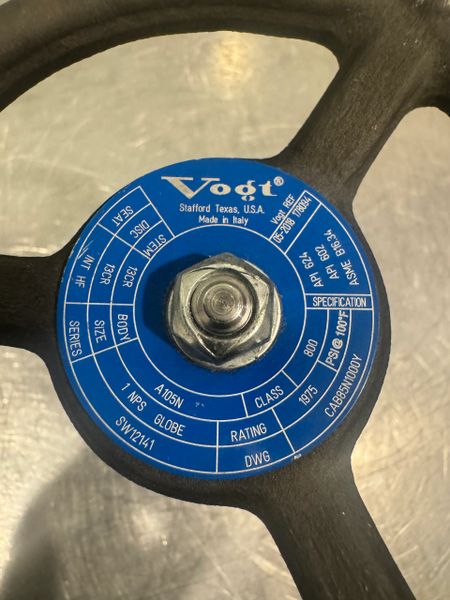 Vogt®
Stafford Texas, U.S.A.
Made in Italy
Vogt REF
05-2018 178094
API 624
API 602
ASME B16.34
SPECIFICATION
SEAT
INT HF
DISC
13CR
STEM
13CR
BODY
A105N
CLASS
800
SIZE
1 NPS GLOBE
RATING
1975
PSI@100°F
SERIES
SW12141
DWG
CAB85N1000Y